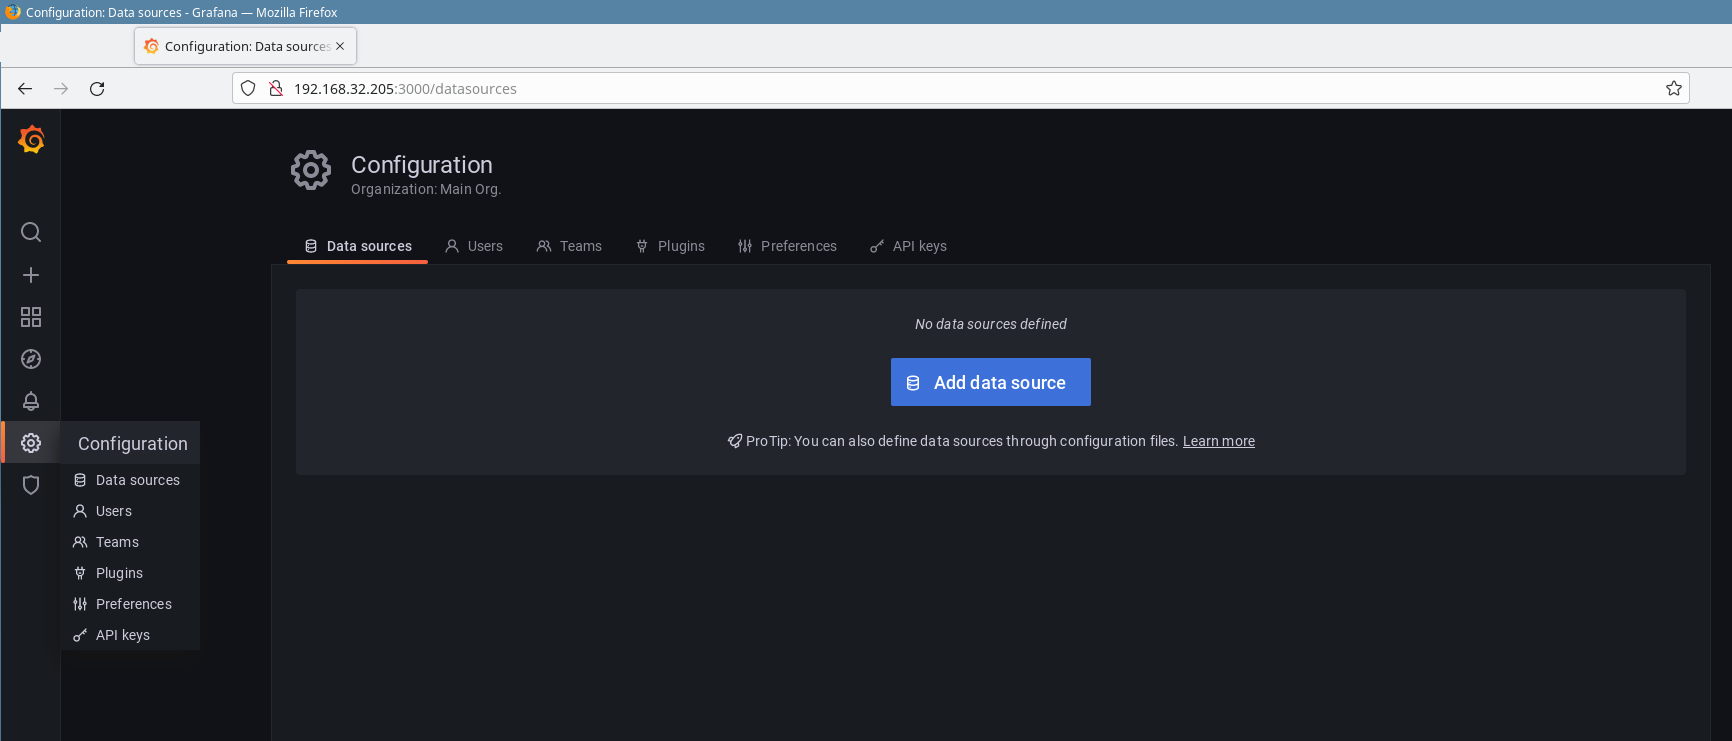 Configuration: Data sources - Grafana — Mozilla Firefox
Configuration: Data sources
192.168.32.205:3000/datasources
Configuration
Organization: Main Org.
Data sources Users Teams Plugins Preferences API keys
No data sources defined
Add data source
ProTip: You can also define data sources through configuration files. Learn more
Configuration
Data sources
Users
Teams
Plugins
Preferences
API keys